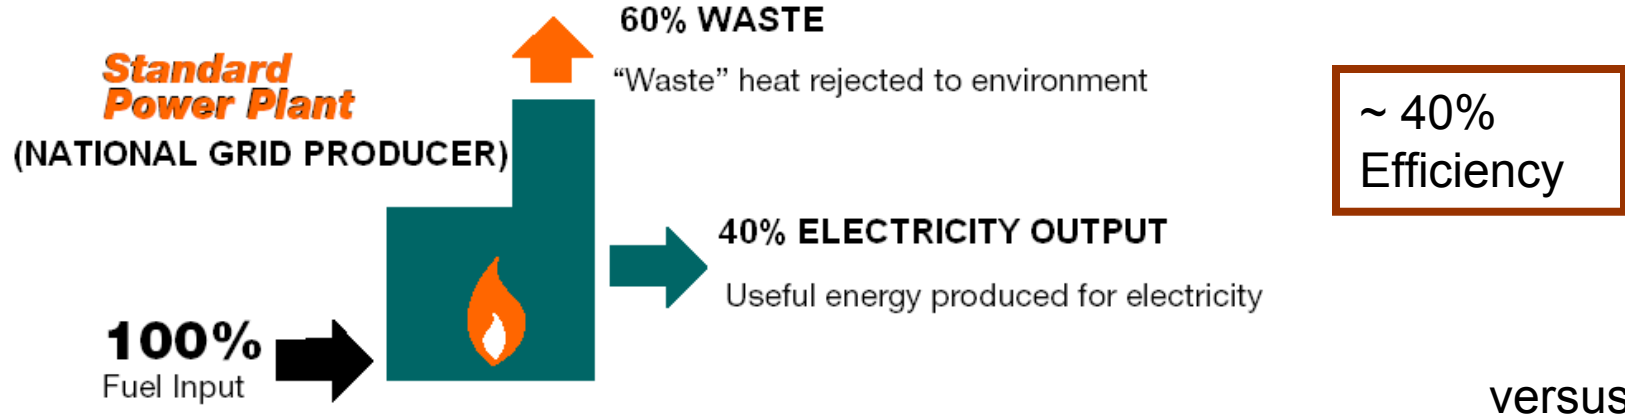 60% WASTE
“Waste” heat rejected to environment
Standard
Power Plant
(NATIONAL GRID PRODUCER)
~ 40%
Efficiency
40% ELECTRICITY OUTPUT
Useful energy produced for electricity
100%
Fuel Input
versus